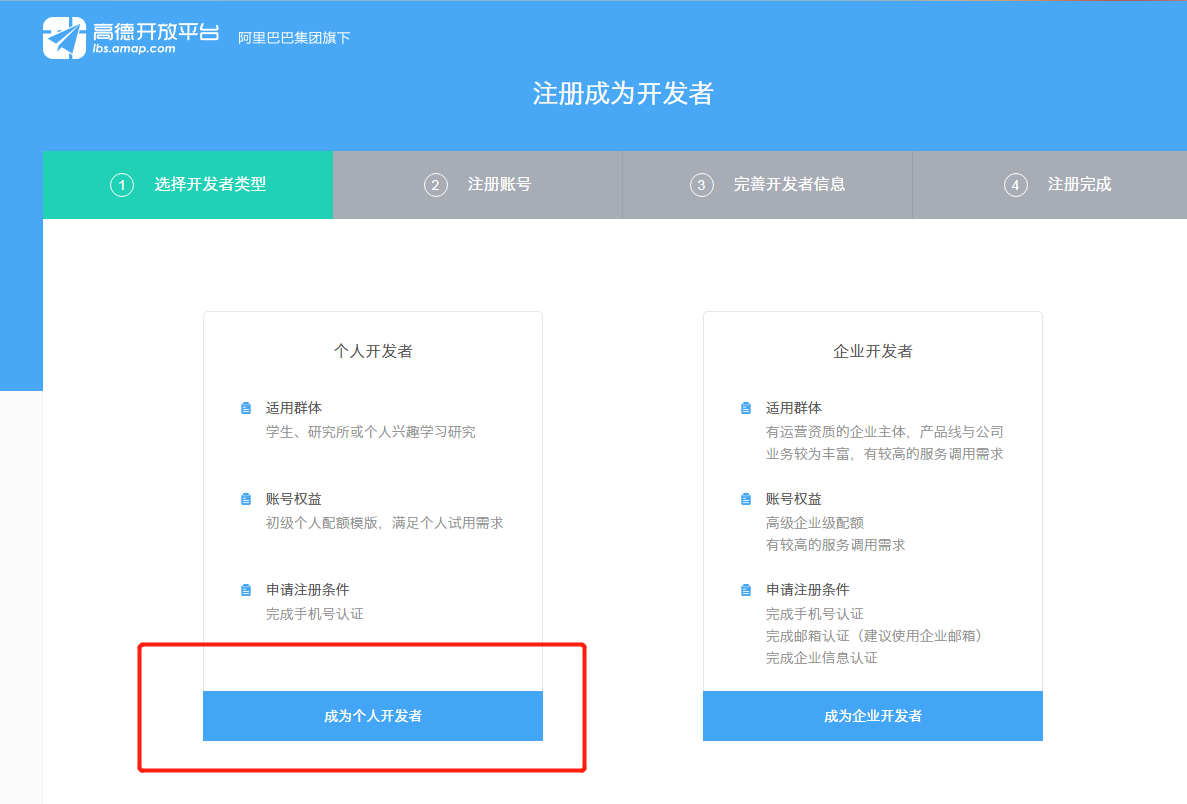 高德开放平台
lbs.amap.com
阿里巴巴集团旗下
注册成为开发者
1 选择开发者类型
2 注册账号
3 完善开发者信息
4 注册完成
个人开发者
适用群体
学生、研究所或个人兴趣学习研究
账号权益
初级个人配额模版，满足个人试用需求
申请注册条件
完成手机号认证
成为个人开发者
企业开发者
适用群体
有运营资质的企业主体，产品线与公司
业务较为丰富，有较高的服务调用需求
账号权益
高级企业级配额
有较高的服务调用需求
申请注册条件
完成手机号认证
完成邮箱认证（建议使用企业邮箱）
完成企业信息认证
成为企业开发者